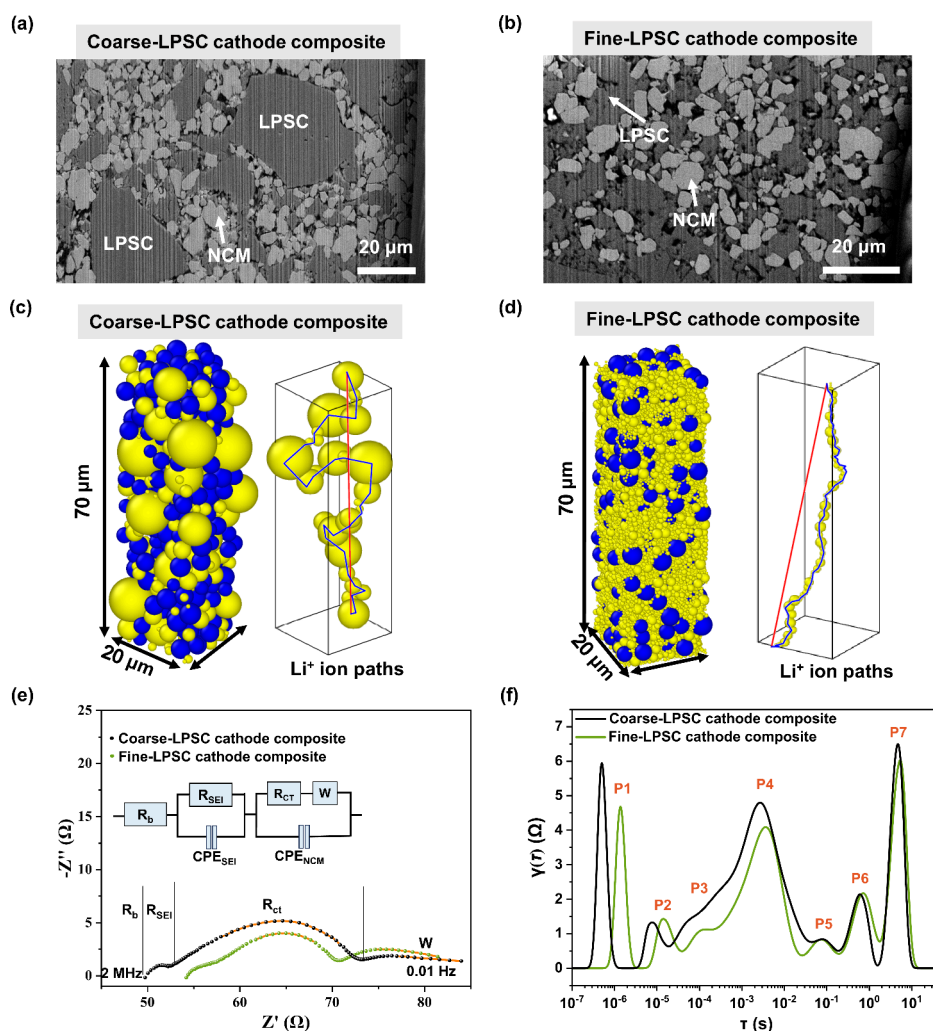 (a)
Coarse-LPSC cathode composite
LPSC
LPSC
NCM
20 µm
(b)
Fine-LPSC cathode composite
LPSC
NCM
20 µm
(c)
Coarse-LPSC cathode composite
70 µm
20 µm
Li⁺ ion paths
(d)
Fine-LPSC cathode composite
70 µm
20 µm
Li⁺ ion paths
(e)
Coarse-LPSC cathode composite
Fine-LPSC cathode composite
R_b
R_SEI
CPE_SEI
R_CT
W
CPE_NCM
R_b
R_SEI
R_ct
W
2 MHz
0.01 Hz
-Z'' (Ω)
25
20
15
10
5
0
50
60
70
80
Z' (Ω)
(f)
Coarse-LPSC cathode composite
Fine-LPSC cathode composite
P1
P2
P3
P4
P5
P6
P7
γ(τ) (Ω)
7
6
5
4
3
2
1
0
10⁻⁷
10⁻⁶
10⁻⁵
10⁻⁴
10⁻³
10⁻²
10⁻¹
10⁰
10¹
τ (s)